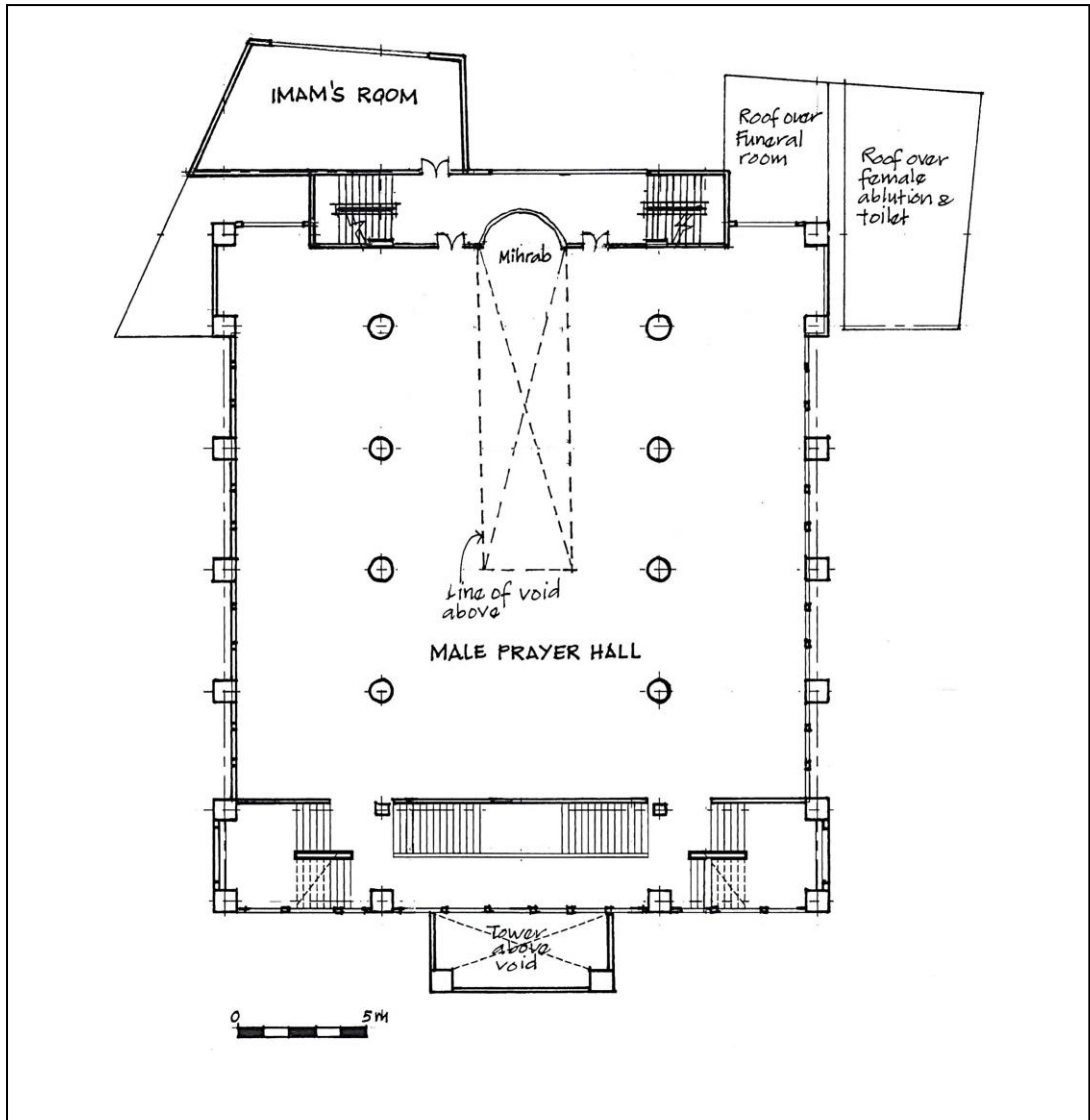 IMAM'S ROOM
Roof over
Funeral
room
Roof over
female
ablution &
toilet
Mihrab
Line of void
above
MALE PRAYER HALL
Tower
above
void
0 5m